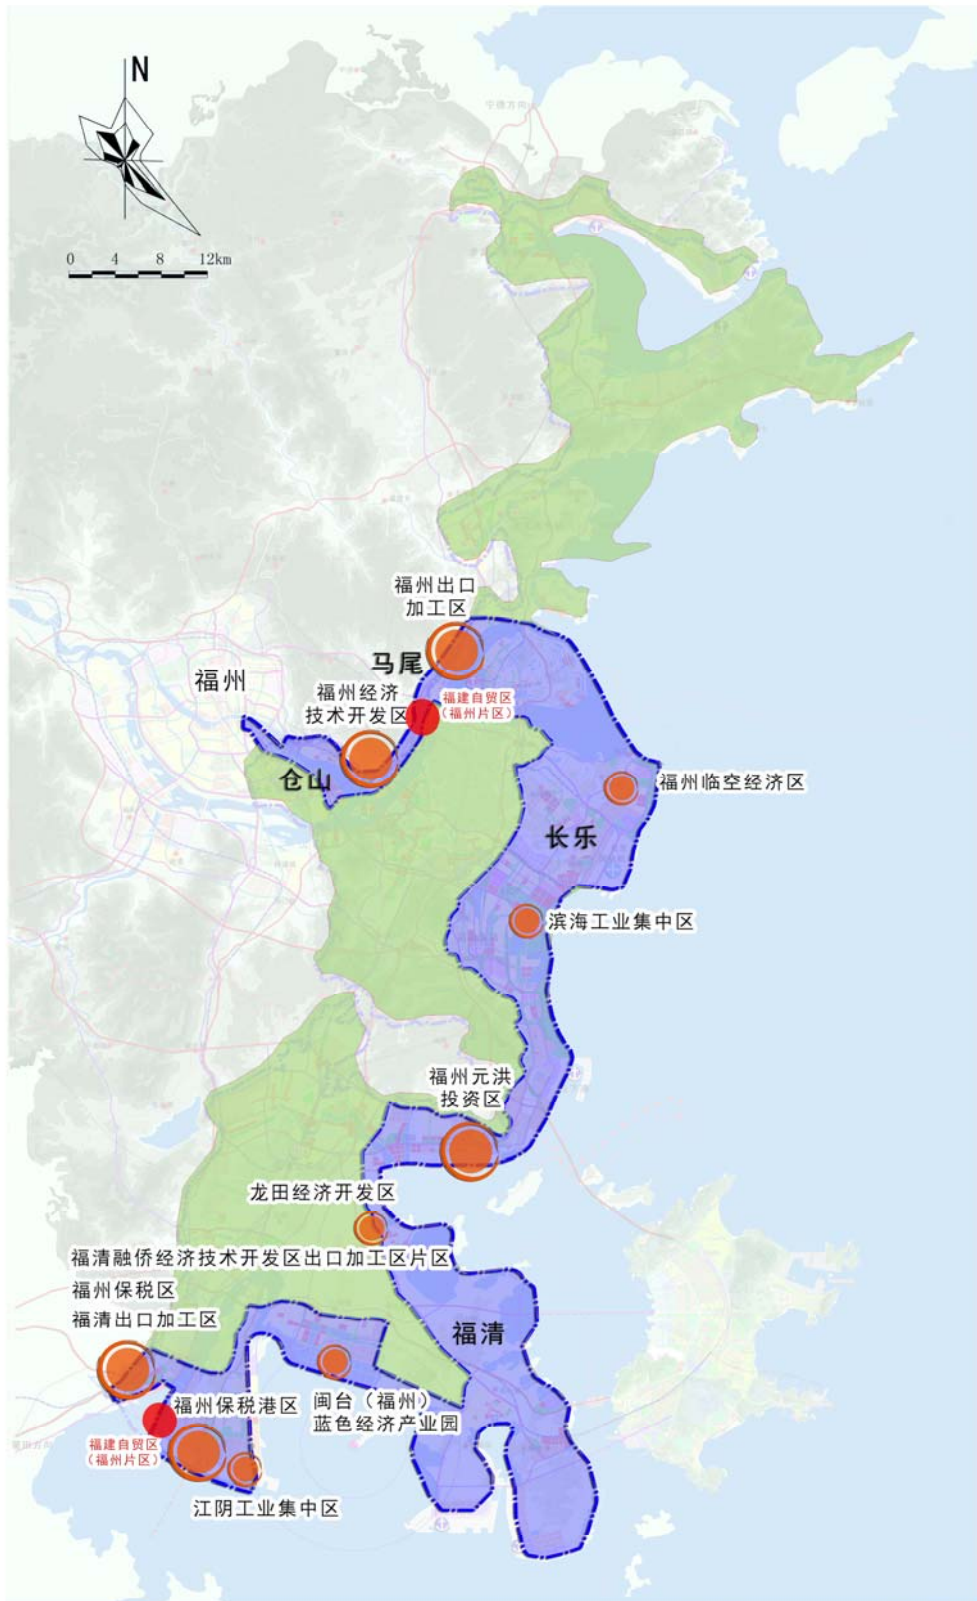 N
0 4 8 12km
福州出口
加工区
马尾
福州
福州经济
技术开发区
福建自贸区
（福州片区）
仓山
福州临空经济区
长乐
滨海工业集中区
福州元洪
投资区
龙田经济开发区
福清融侨经济技术开发区出口加工区片区
福州保税区
福清出口加工区
福清
福州保税港区
闽台（福州）
蓝色经济产业园
福建自贸区
（福州片区）
江阴工业集中区